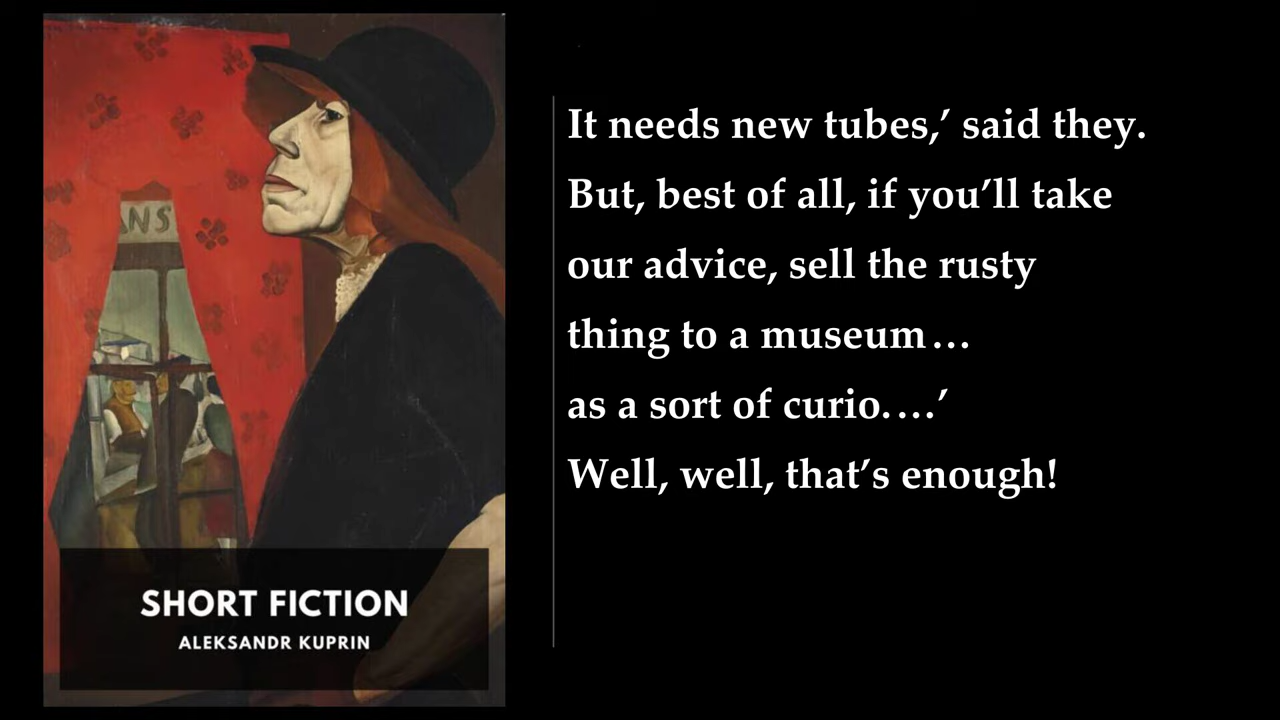 It needs new tubes,’ said they.
But, best of all, if you’ll take
our advice, sell the rusty
thing to a museum…
as a sort of curio.…’
Well, well, that’s enough!
ANS
SHORT FICTION
ALEKSANDR KUPRIN